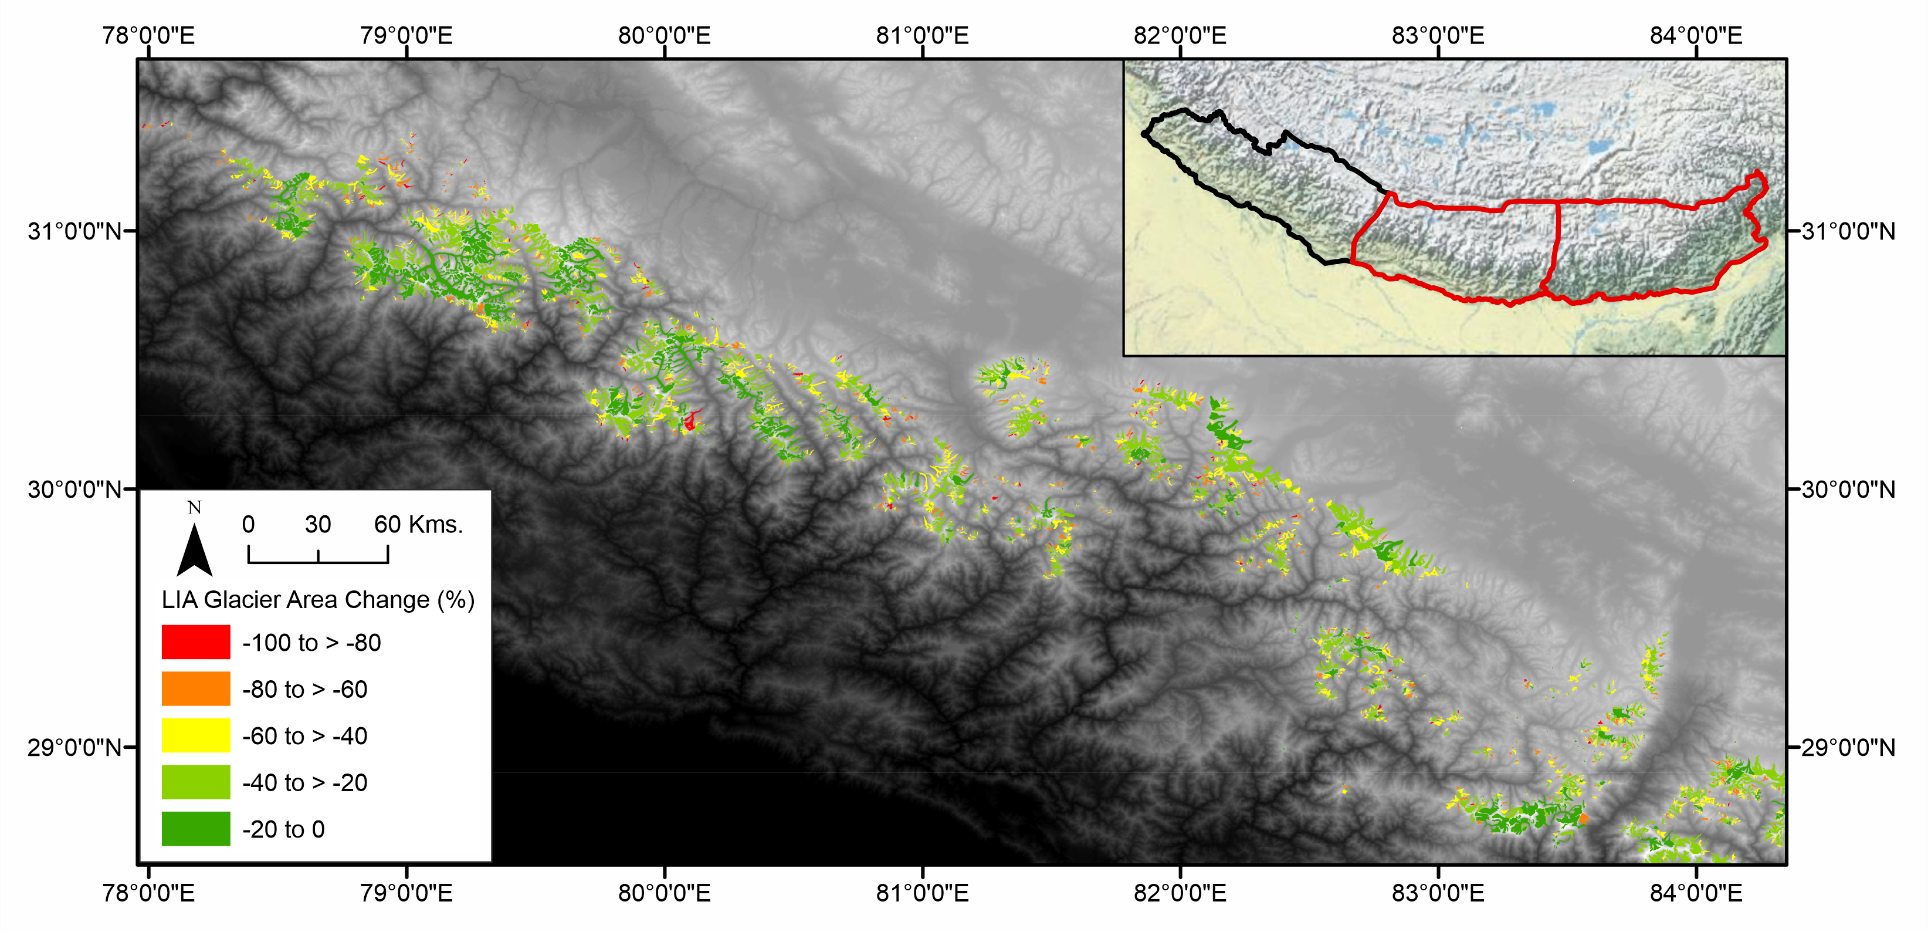 78°0'0"E 79°0'0"E 80°0'0"E 81°0'0"E 82°0'0"E 83°0'0"E 84°0'0"E
31°0'0"N 31°0'0"N
30°0'0"N 30°0'0"N
N
0 30 60 Kms.
LIA Glacier Area Change (%)
-100 to > -80
-80 to > -60
-60 to > -40
29°0'0"N 29°0'0"N
-40 to > -20
-20 to 0
78°0'0"E 79°0'0"E 80°0'0"E 81°0'0"E 82°0'0"E 83°0'0"E 84°0'0"E